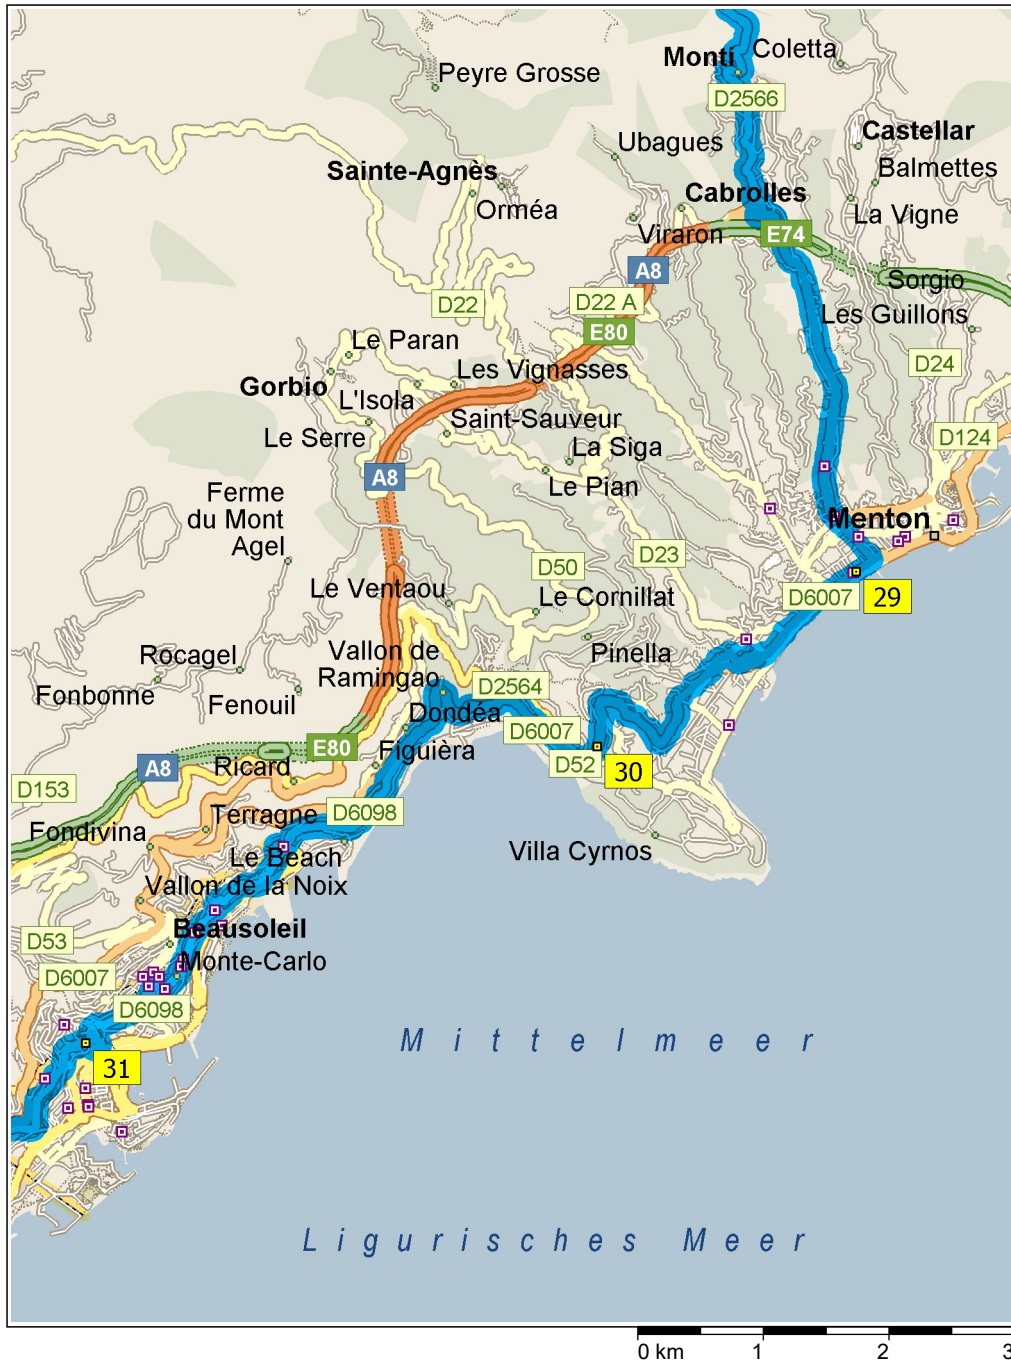 Monti
Coletta
Peyre Grosse
D2566
Castellar
Ubagues
Balmettes
Sainte-Agnès
Cabrolles
Orméa
La Vigne
Viraron
E74
A8
Sorgio
D22
D22 A
Les Guillons
E80
Le Paran
D24
Les Vignasses
Gorbio
L'Isola
Saint-Sauveur
Le Serre
D124
La Siga
A8
Le Pian
Ferme
du Mont
Agel
Menton
D23
D50
Le Ventaou
Le Cornillat
D6007
29
Vallon de
Ramingao
Rocagel
Pinella
Fonbonne
D2564
Fenouil
Dondéa
D6007
E80
Figuièra
D52
30
A8
Ricard
D153
D6098
Terragne
Fondivina
Le Beach
Villa Cyrnos
Vallon de la Noix
Beausoleil
D53
Monte-Carlo
D6007
D6098
Mittelmeer
31
Ligurisches Meer
0 km 1 2 3